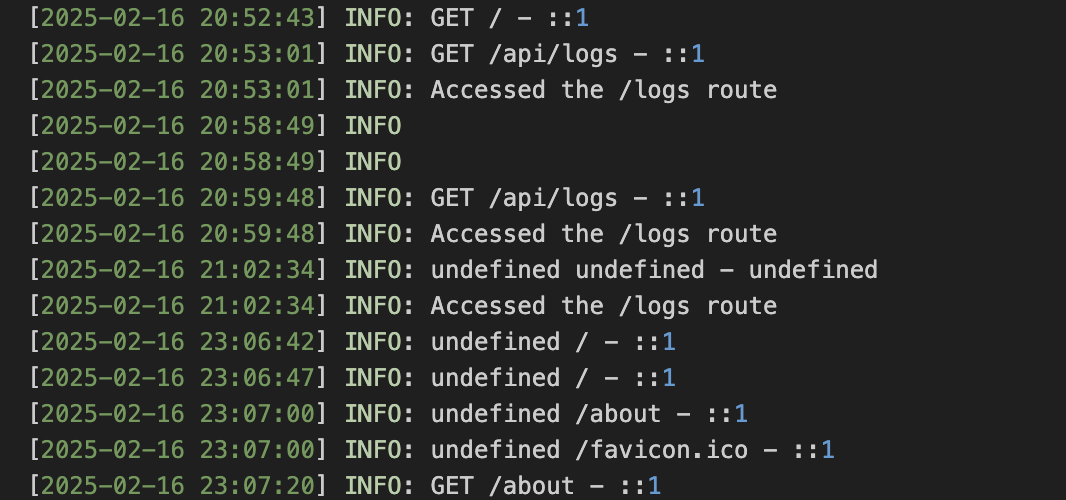 [2025-02-16 20:52:43] INFO: GET / - ::1
[2025-02-16 20:53:01] INFO: GET /api/logs - ::1
[2025-02-16 20:53:01] INFO: Accessed the /logs route
[2025-02-16 20:58:49] INFO
[2025-02-16 20:58:49] INFO
[2025-02-16 20:59:48] INFO: GET /api/logs - ::1
[2025-02-16 20:59:48] INFO: Accessed the /logs route
[2025-02-16 21:02:34] INFO: undefined undefined - undefined
[2025-02-16 21:02:34] INFO: Accessed the /logs route
[2025-02-16 23:06:42] INFO: undefined / - ::1
[2025-02-16 23:06:47] INFO: undefined / - ::1
[2025-02-16 23:07:00] INFO: undefined /about - ::1
[2025-02-16 23:07:00] INFO: undefined /favicon.ico - ::1
[2025-02-16 23:07:20] INFO: GET /about - ::1